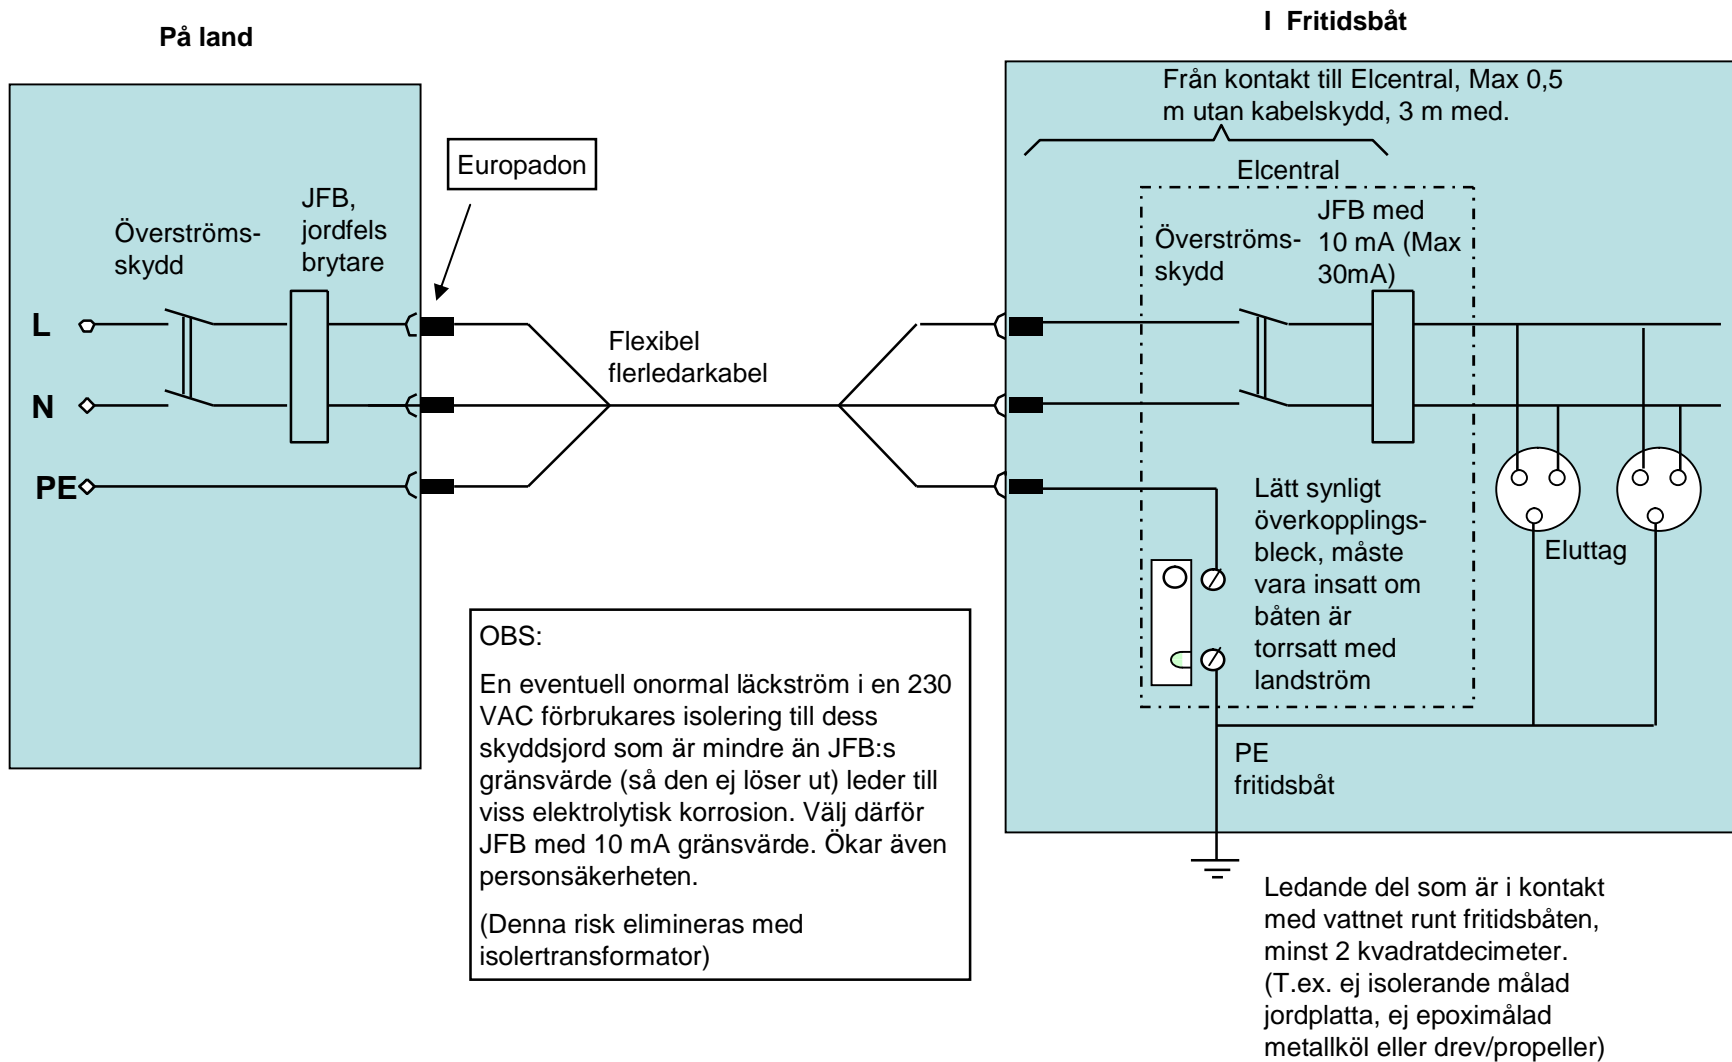 På land
I Fritidsbåt
Från kontakt till Elcentral, Max 0,5
m utan kabelskydd, 3 m med.
Europadon
Elcentral
JFB,
jordfels
brytare
Överströms-
skydd
JFB med
10 mA (Max
30mA)
Överströms-
skydd
L
N
PE
Flexibel
flerledarkabel
Lätt synligt
överkopplings-
bleck, måste
vara insatt om
båten är
torrsatt med
landström
Eluttag
OBS:
En eventuell onormal läckström i en 230
VAC förbrukares isolering till dess
skyddsjord som är mindre än JFB:s
gränsvärde (så den ej löser ut) leder till
viss elektrolytisk korrosion. Välj därför
JFB med 10 mA gränsvärde. Ökar även
personsäkerheten.
(Denna risk elimineras med
isolertransformator)
PE
fritidsbåt
Ledande del som är i kontakt
med vattnet runt fritidsbåten,
minst 2 kvadratdecimeter.
(T.ex. ej isolerande målad
jordplatta, ej epoximålad
metallköl eller drev/propeller)